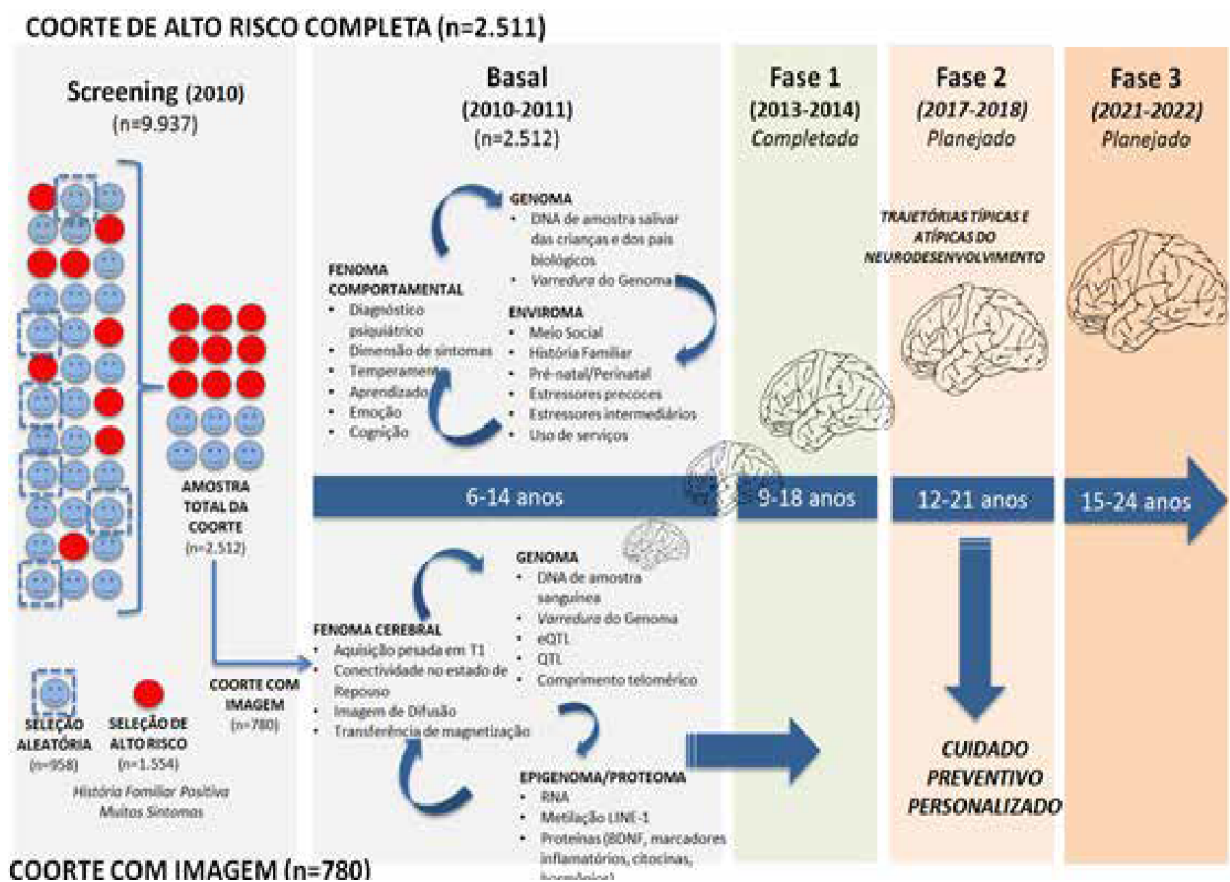 COORTE DE ALTO RISCO COMPLETA (n=2.511)
Screening (2010)
(n=9.937)
AMOSTRA
TOTAL DA
COORTE
(n=2.512)
SELEÇÃO
ALEATÓRIA
(n=958)
SELEÇÃO DE
ALTO RISCO
(n=1.554)
História Familiar Positiva
Muitos Sintomas
COORTE COM
IMAGEM
(n=780)
Basal
(2010-2011)
(n=2.512)
GENOMA
• DNA de amostra salivar
das crianças e dos pais
biológicos
• Varredura do Genoma
FENOMA
COMPORTAMENTAL
• Diagnóstico
psiquiátrico
• Dimensão de sintomas
• Temperamento
• Aprendizado
• Emoção
• Cognição
ENVIROMA
• Meio Social
• História Familiar
• Pré-natal/Perinatal
• Estressores precoces
• Estressores intermediários
• Uso de serviços
6-14 anos
GENOMA
• DNA de amostra
sanguínea
• Varredura do Genoma
• eQTL
• QTL
• Comprimento telomérico
FENOMA CEREBRAL
• Aquisição pesada em T1
• Conectividade no estado de
Repouso
• Imagem de Difusão
• Transferência de magnetização
EPIGENOMA/PROTEOMA
• RNA
• Metilação LINE-1
• Proteínas (BDNF, marcadores
inflamatórios, citocinas,
hormônios)
Fase 1
(2013-2014)
Completada
9-18 anos
Fase 2
(2017-2018)
Planejado
TRAJETÓRIAS TÍPICAS E
ATÍPICAS DO
NEURODESENVOLVIMENTO
12-21 anos
CUIDADO
PREVENTIVO
PERSONALIZADO
Fase 3
(2021-2022)
Planejado
15-24 anos
COORTE COM IMAGEM (n=780)